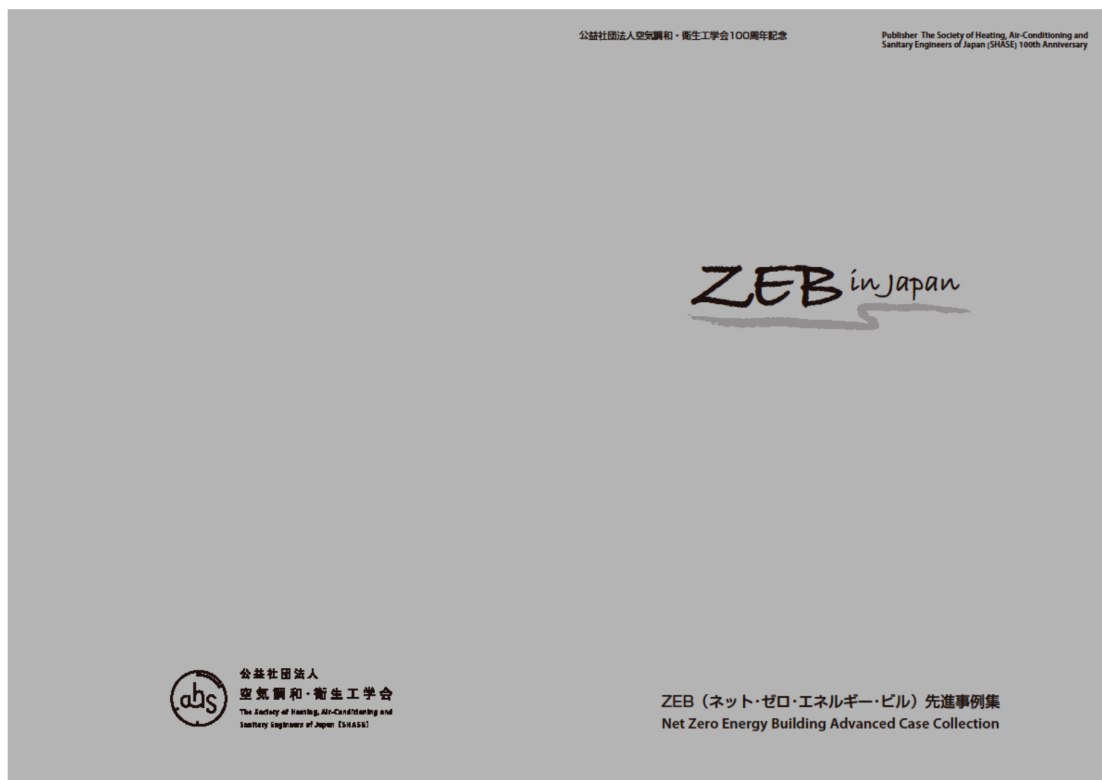 公益社団法人空気調和・衛生工学会100周年記念
Publisher The Society of Heating, Air-Conditioning and
Sanitary Engineers of Japan (SHASE) 100th Anniversary
ZEB in Japan
ahs
公益社団法人
空気調和・衛生工学会
The Society of Heating, Air-Conditioning and
Sanitary Engineers of Japan [SHASE]
ZEB（ネット・ゼロ・エネルギー・ビル）先進事例集
Net Zero Energy Building Advanced Case Collection